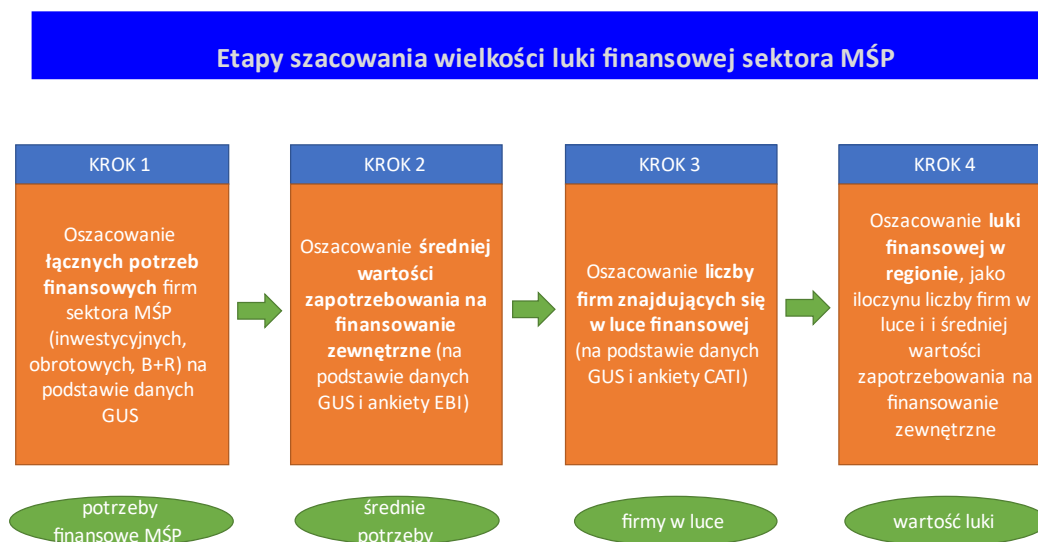 Etapy szacowania wielkości luki finansowej sektora MŚP
KROK 1
Oszacowanie
łącznych potrzeb
finansowych firm
sektora MŚP
(inwestycyjnych,
obrotowych, B+R) na
podstawie danych
GUS
potrzeby
finansowe MŚP
KROK 2
Oszacowanie średniej
wartości
zapotrzebowania na
finansowanie
zewnętrzne (na
podstawie danych
GUS i ankiety EBI)
średnie
potrzeby
KROK 3
Oszacowanie liczby
firm znajdujących się
w luce finansowej
(na podstawie danych
GUS i ankiety CATI)
firmy w luce
KROK 4
Oszacowanie luki
finansowej w
regionie, jako
iloczynu liczby firm w
luce i i średniej
wartości
zapotrzebowania na
finansowanie
zewnętrzne
wartość luki